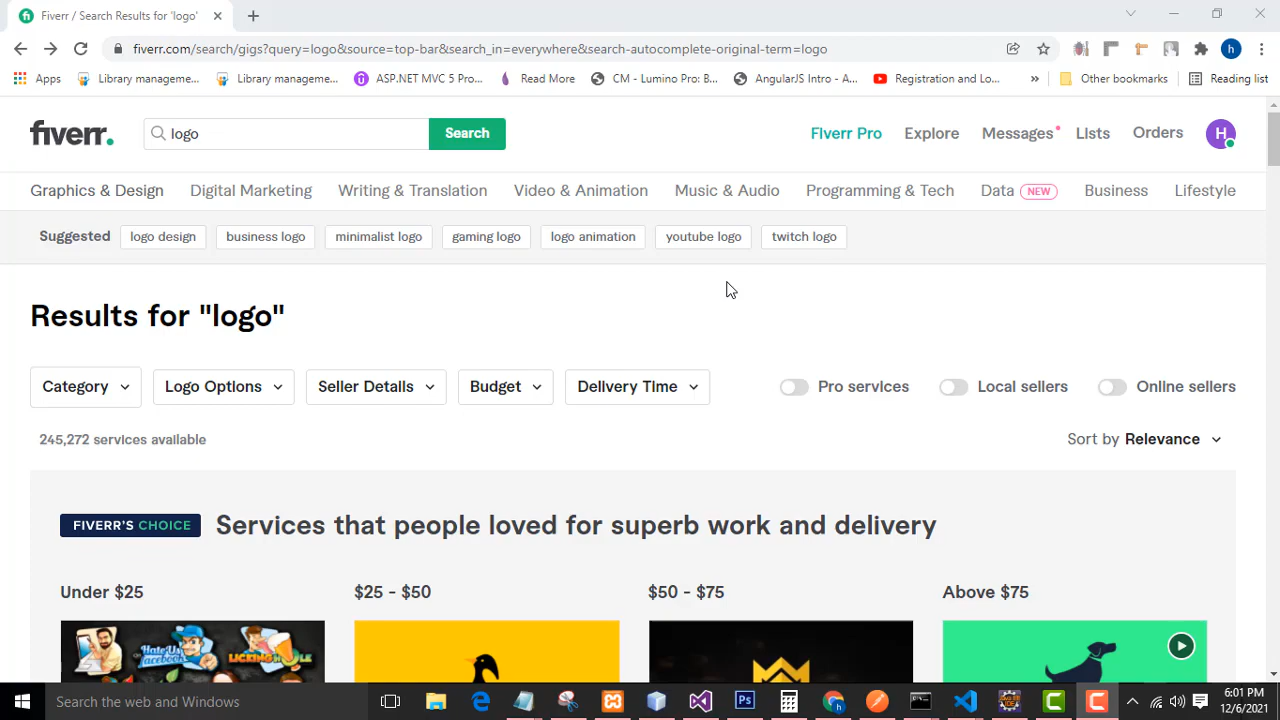 Fiverr / Search Results for 'logo'
fiverr.com/search/gigs?query=logo&source=top-bar&search_in=everywhere&search-autocomplete-original-term=logo
h
Apps Library manageme... Library manageme... ASP.NET MVC 5 Pro... Read More CM - Lumino Pro: B... AngularJS Intro - A... Registration and Lo... » Other bookmarks Reading list
fiverr. logo Search Fiverr Pro Explore Messages Lists Orders H
Graphics & Design Digital Marketing Writing & Translation Video & Animation Music & Audio Programming & Tech Data NEW Business Lifestyle
Suggested logo design business logo minimalist logo gaming logo logo animation youtube logo twitch logo
Results for "logo"
Category Logo Options Seller Details Budget Delivery Time Pro services Local sellers Online sellers
245,272 services available Sort by Relevance
FIVERR'S CHOICE Services that people loved for superb work and delivery
Under $25 $25 - $50 $50 - $75 Above $75
Hate Us Facebook LICKING HOLE
Search the web and Windows Ps 6:01 PM
12/6/2021